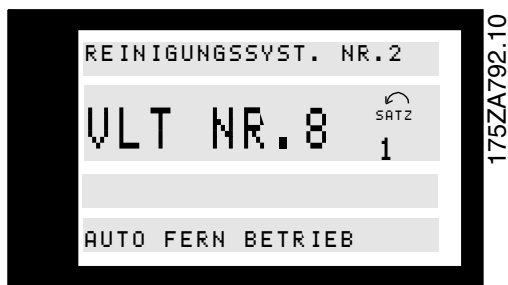 REINIGUNGSSYST. NR.2
VLT NR.8
SATZ
1
AUTO FERN BETRIEB
175ZA792.10